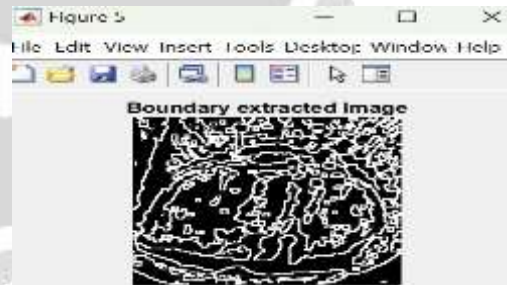 Figure 5
File Edit View Insert Tools Desktop Window Help
Boundary extracted image